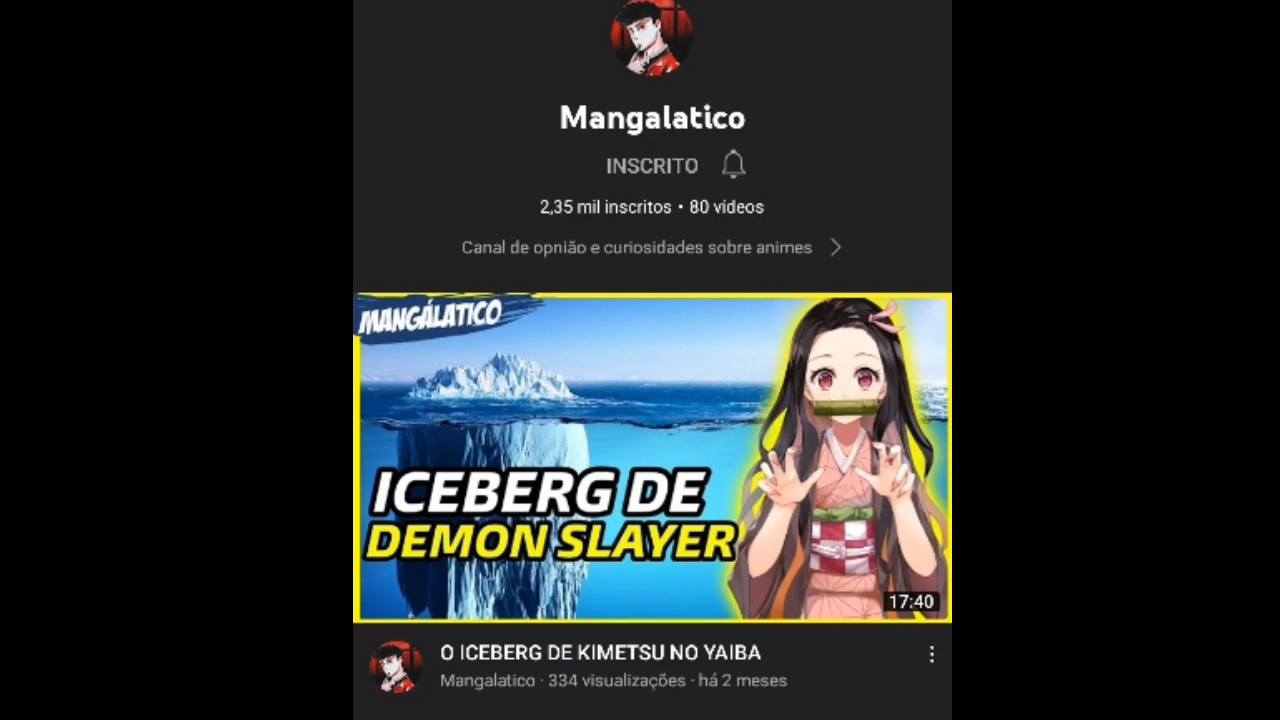 Mangalatico
INSCRITO
2,35 mil inscritos • 80 vídeos
Canal de opnião e curiosidades sobre animes
MANGÁLATICO
ICEBERG DE
DEMON SLAYER
17:40
O ICEBERG DE KIMETSU NO YAIBA
Mangalatico · 334 visualizações · há 2 meses